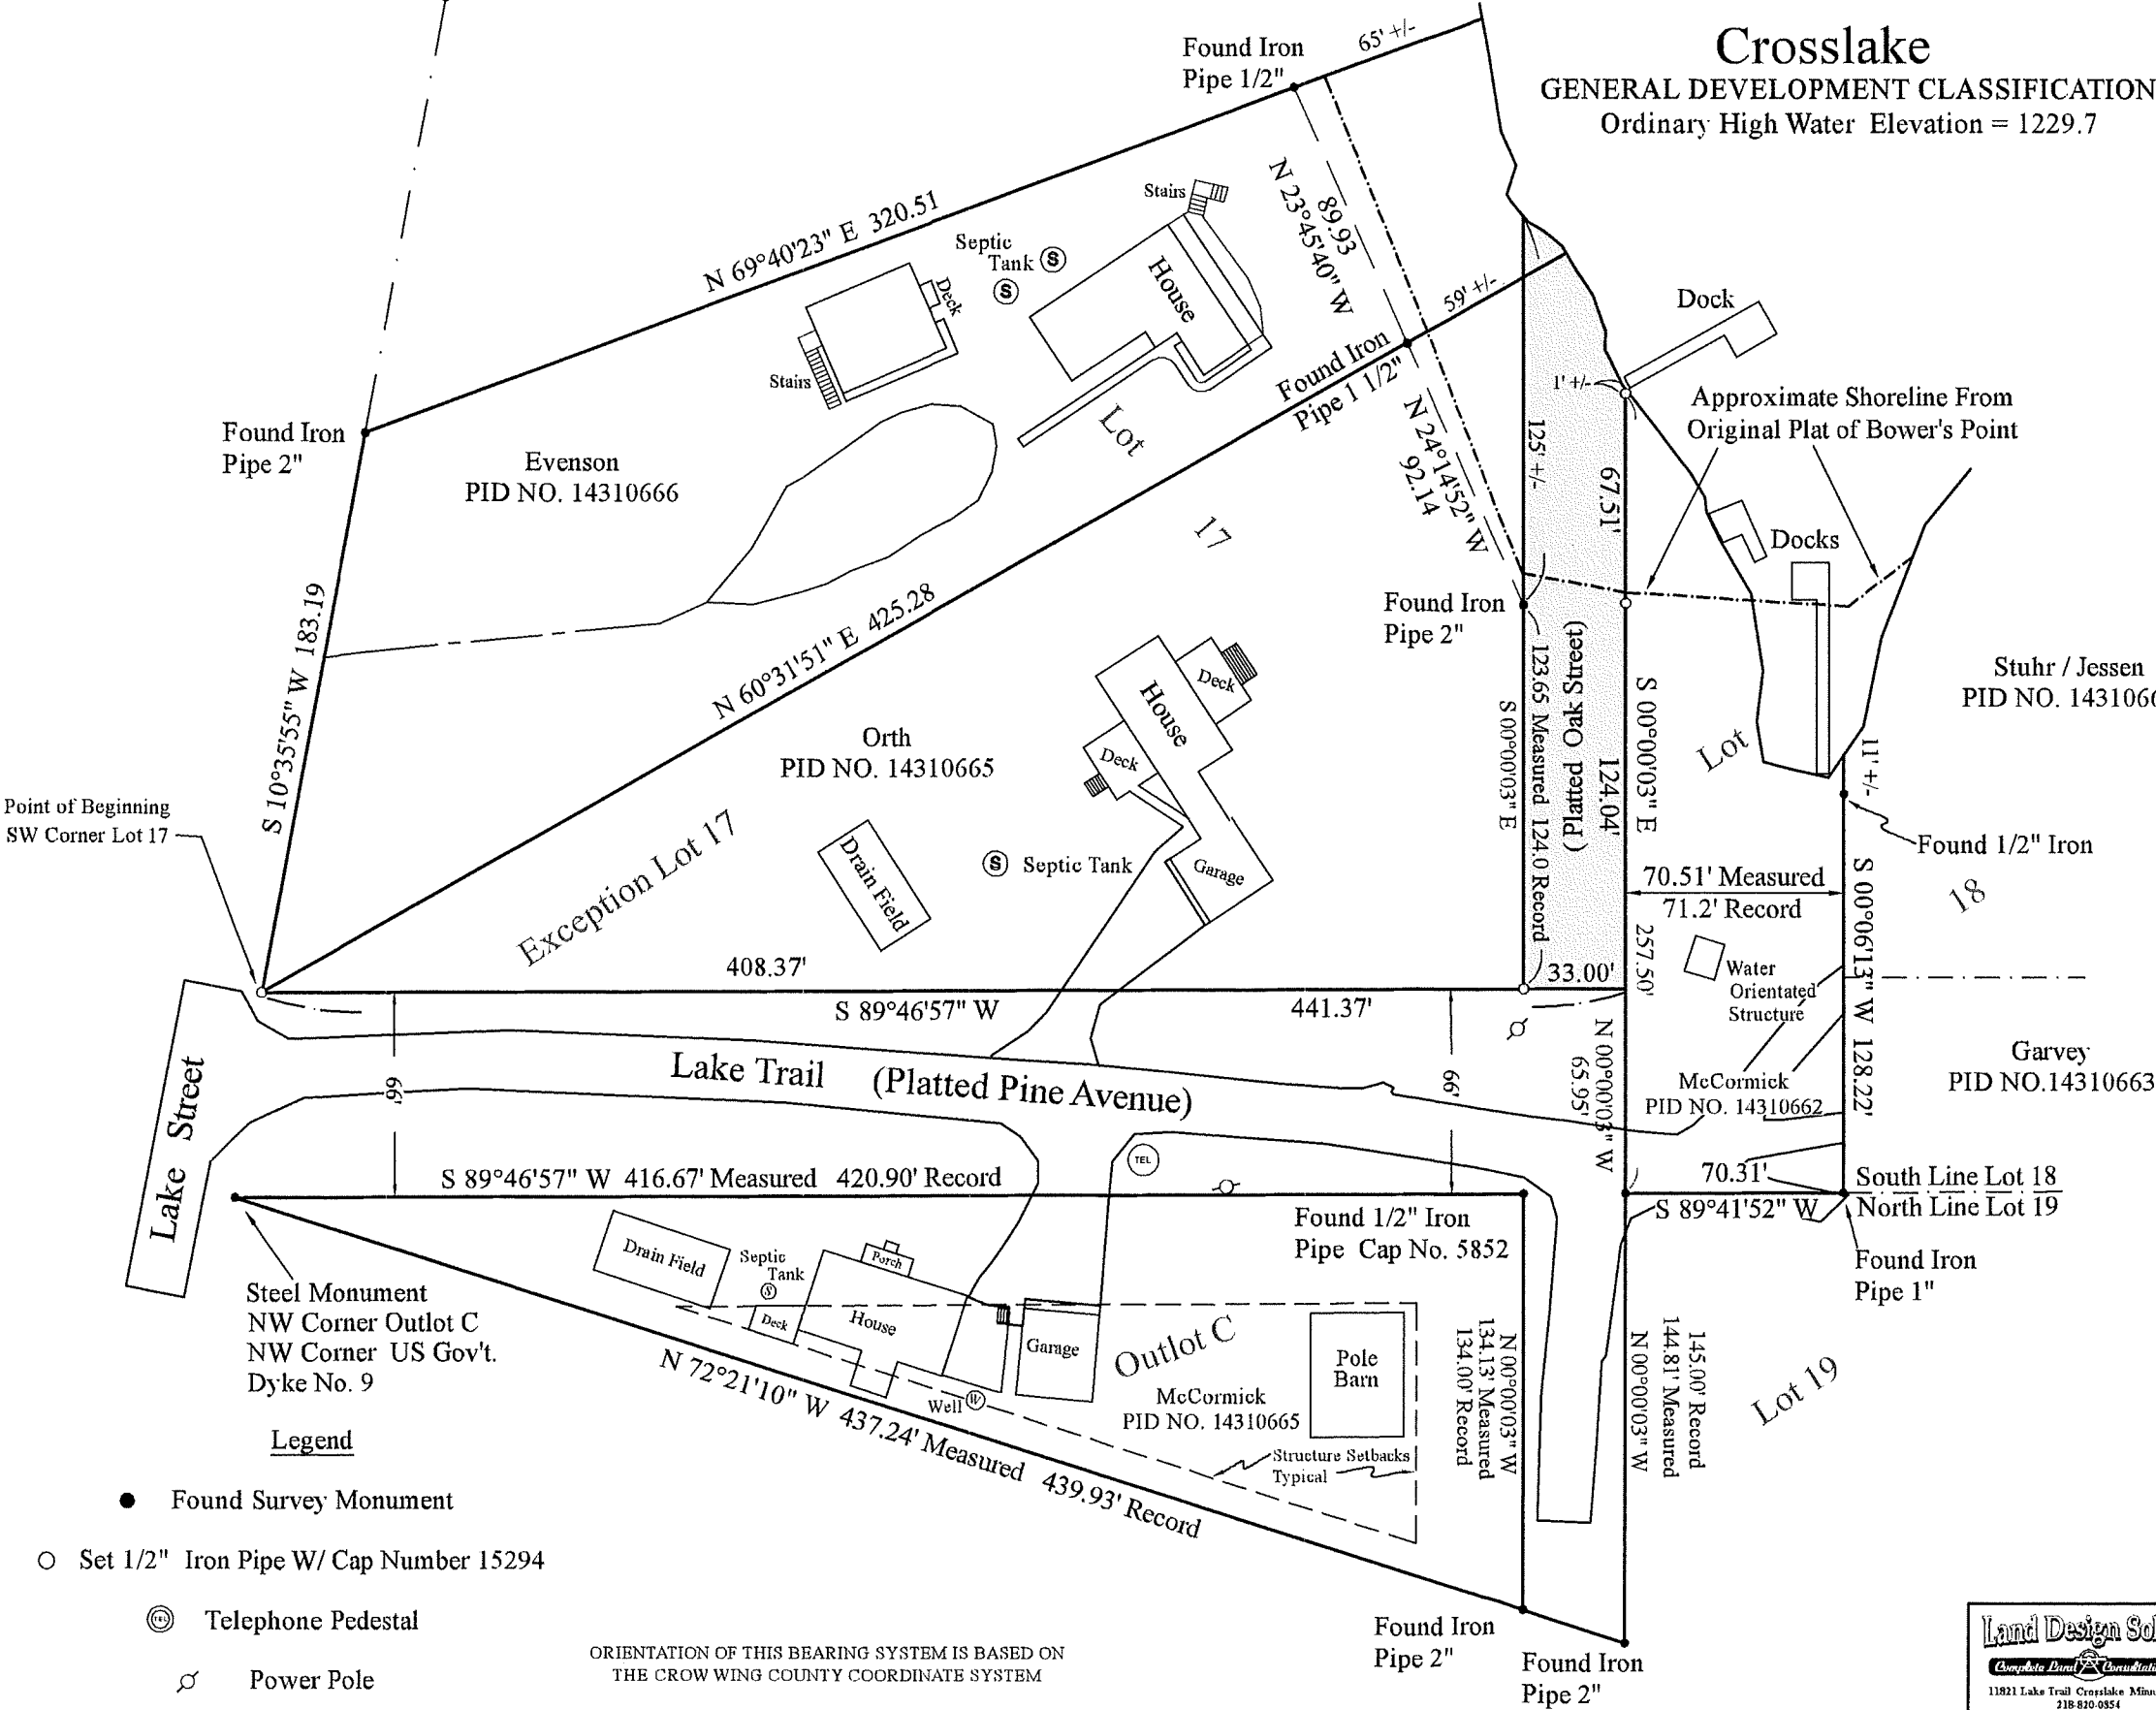 Crosslake
GENERAL DEVELOPMENT CLASSIFICATION
Ordinary High Water Elevation = 1229.7
Found Iron
Pipe 1/2"
65' +/-
N 69°40'23" E 320.51
Stairs
Septic
Tank
S
S
House
Deck
Stairs
89.93
N 23°45'40" W
59' +/-
Dock
1' +/-
Approximate Shoreline From
Original Plat of Bower's Point
Found Iron
Pipe 2"
Evenson
PID NO. 14310666
Lot
17
Found Iron
Pipe 1 1/2"
N 24°14'52" W
92.14
125' +/-
67.51'
Docks
S 10°35'55" W 183.19
N 60°31'51" E 425.28
Found Iron
Pipe 2"
Stuhr / Jessen
Orth
PID NO. 14310665
House
Deck
Deck
Garage
S 00°00'03" E
123.65 Measured 124.0 Record
(Platted Oak Street)
124.04'
S 00°00'03" E
Lot
18
11' +/-
Found 1/2" Iron
Point of Beginning
SW Corner Lot 17
Exception Lot 17
Drain Field
S
Septic Tank
70.51' Measured
71.2' Record
257.50'
S 00°06'13" W 128.22'
Water
Orientated
Structure
408.37'
33.00'
S 89°46'57" W
441.37'
Lake Street
66'
Lake Trail (Platted Pine Avenue)
66'
N 00°00'03" W
65.95'
McCormick
PID NO. 14310662
Garvey
PID NO.14310663
TEL
S 89°46'57" W 416.67' Measured 420.90' Record
70.31'
South Line Lot 18
S 89°41'52" W
North Line Lot 19
Found 1/2" Iron
Pipe Cap No. 5852
Found Iron
Pipe 1"
Steel Monument
NW Corner Outlot C
NW Corner US Gov't.
Dyke No. 9
Drain Field
Septic
Tank
S
Porch
Deck
House
Garage
Outlot C
Pole
Barn
Well
W
McCormick
PID NO. 14310665
Structure Setbacks
Typical
N 72°21'10" W 437.24' Measured 439.93' Record
N 00°00'03" W
134.13' Measured
134.00' Record
145.00' Record
144.81' Measured
N 00°00'03" W
Lot 19
Legend
Found Survey Monument
Set 1/2" Iron Pipe W/ Cap Number 15294
TEL
Telephone Pedestal
Power Pole
ORIENTATION OF THIS BEARING SYSTEM IS BASED ON
THE CROW WING COUNTY COORDINATE SYSTEM
Found Iron
Pipe 2"
Found Iron
Pipe 2"
Land Design
Complete Land
11821 Lake Trail Crosslake
218-820-0854